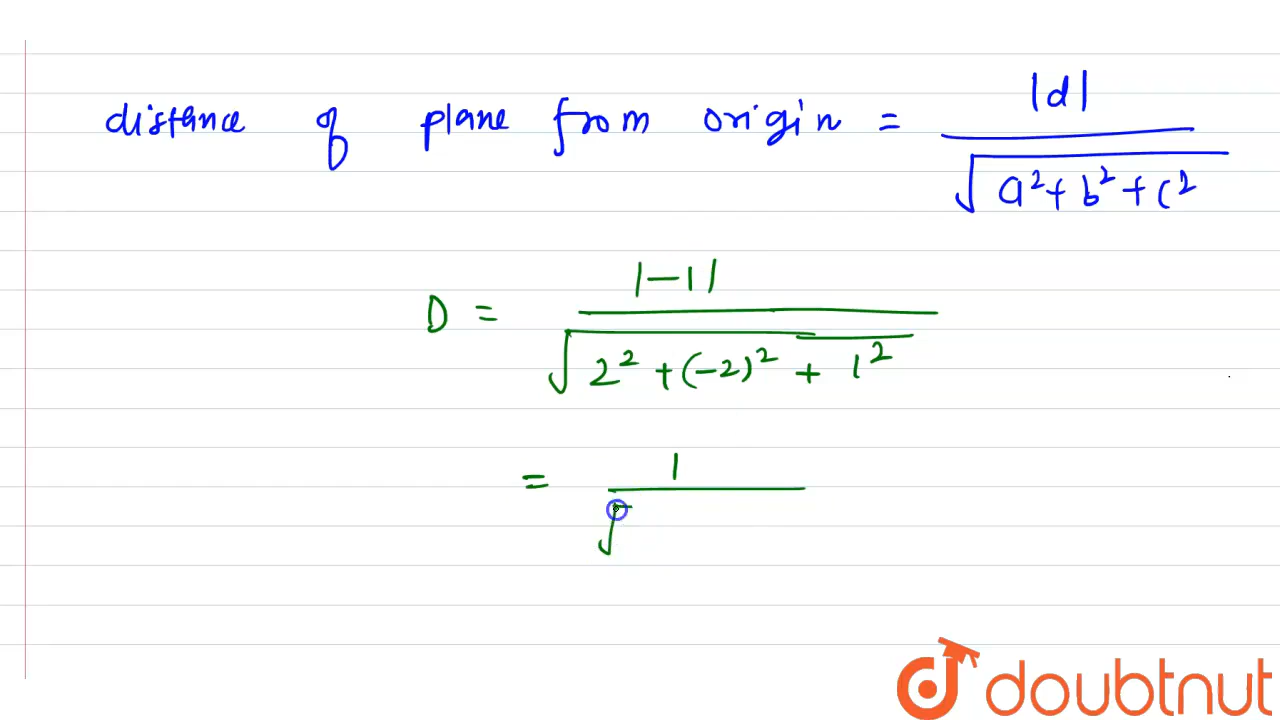 distance of plane from origin = |d| / √(a² + b² + c²)
D = |-1| / √(2² + (-2)² + 1²)
= 1 / √
doubtnut